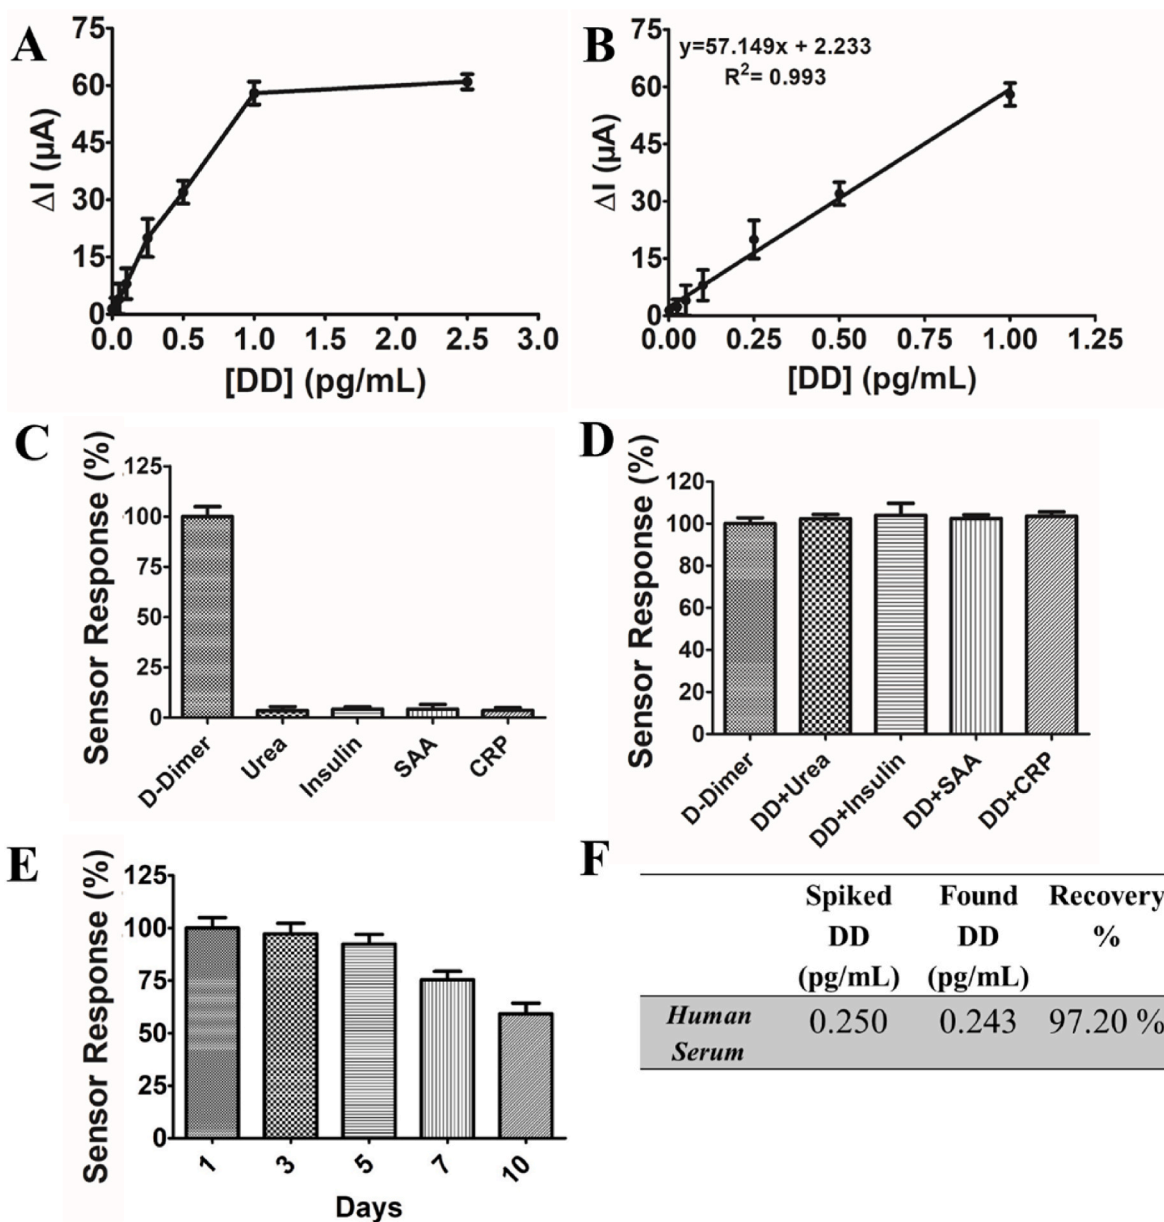 A
75
60
45
30
15
0
ΔI (μA)
0.0 0.5 1.0 1.5 2.0 2.5 3.0
[DD] (pg/mL)
B
y=57.149x + 2.233
R²= 0.993
75
60
45
30
15
0
ΔI (μA)
0.00 0.25 0.50 0.75 1.00 1.25
[DD] (pg/mL)
C
Sensor Response (%)
125
100
75
50
25
0
D-Dimer Urea Insulin SAA CRP
D
Sensor Response (%)
120
100
80
60
40
20
0
D-Dimer DD+Urea DD+Insulin DD+SAA DD+CRP
E
Sensor Response (%)
125
100
75
50
25
0
1 3 5 7 10
Days
F
Spiked Found Recovery
DD DD %
(pg/mL) (pg/mL)
Human 0.250 0.243 97.20 %
Serum